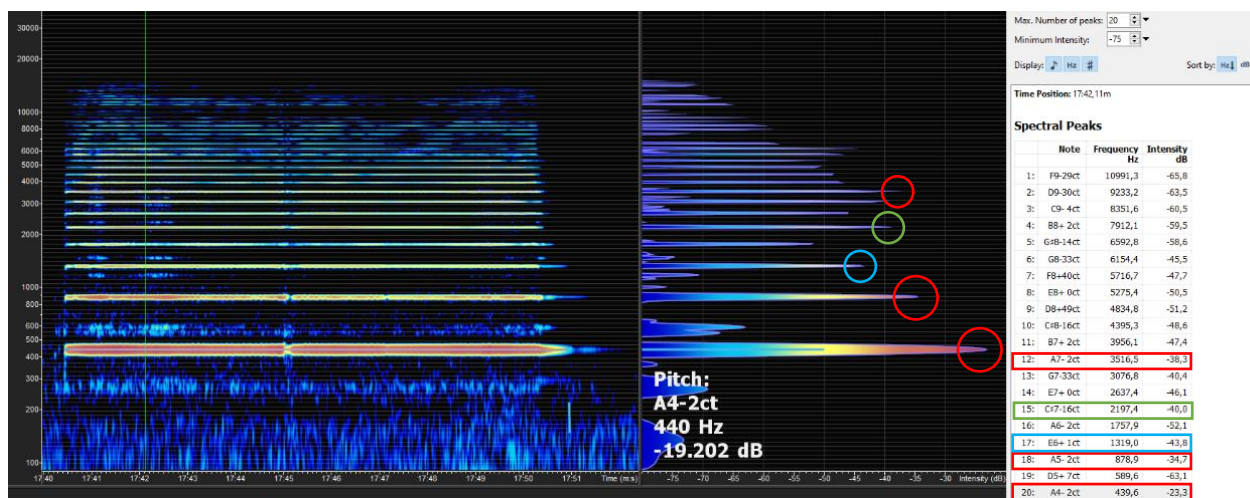 30000
20000
10000
8000
6000
5000
4000
3000
2000
1000
800
600
500
400
300
200
100
17:40 17:41 17:42 17:43 17:44 17:45 17:46 17:47 17:48 17:49 17:50 17:51 Time (m:s)
Pitch:
A4-2ct
440 Hz
-19.202 dB
-75 -70 -65 -60 -55 -50 -45 -40 -35 -30 Intensity (dB)
Max. Number of peaks: 20
Minimum Intensity: -75
Display: ♪ Hz # Sort by: Hz↓ dB
Time Position: 17:42,11m
Spectral Peaks
Note Frequency Hz Intensity dB
1: F9-29ct 10991,3 -65,8
2: D9-30ct 9233,2 -63,5
3: C9- 4ct 8351,6 -60,5
4: B8+ 2ct 7912,1 -59,5
5: G#8-14ct 6592,8 -58,6
6: G8-33ct 6154,4 -45,5
7: F8+40ct 5716,7 -47,7
8: E8+ 0ct 5275,4 -50,5
9: D8+49ct 4834,8 -51,2
10: C#8-16ct 4395,3 -48,6
11: B7+ 2ct 3956,1 -47,4
12: A7- 2ct 3516,5 -38,3
13: G7-33ct 3076,8 -40,4
14: E7+ 0ct 2637,4 -46,1
15: C#7-16ct 2197,4 -40,0
16: A6- 2ct 1757,9 -52,1
17: E6+ 1ct 1319,0 -43,8
18: A5- 2ct 878,9 -34,7
19: D5+ 7ct 589,6 -63,1
20: A4- 2ct 439,6 -23,3